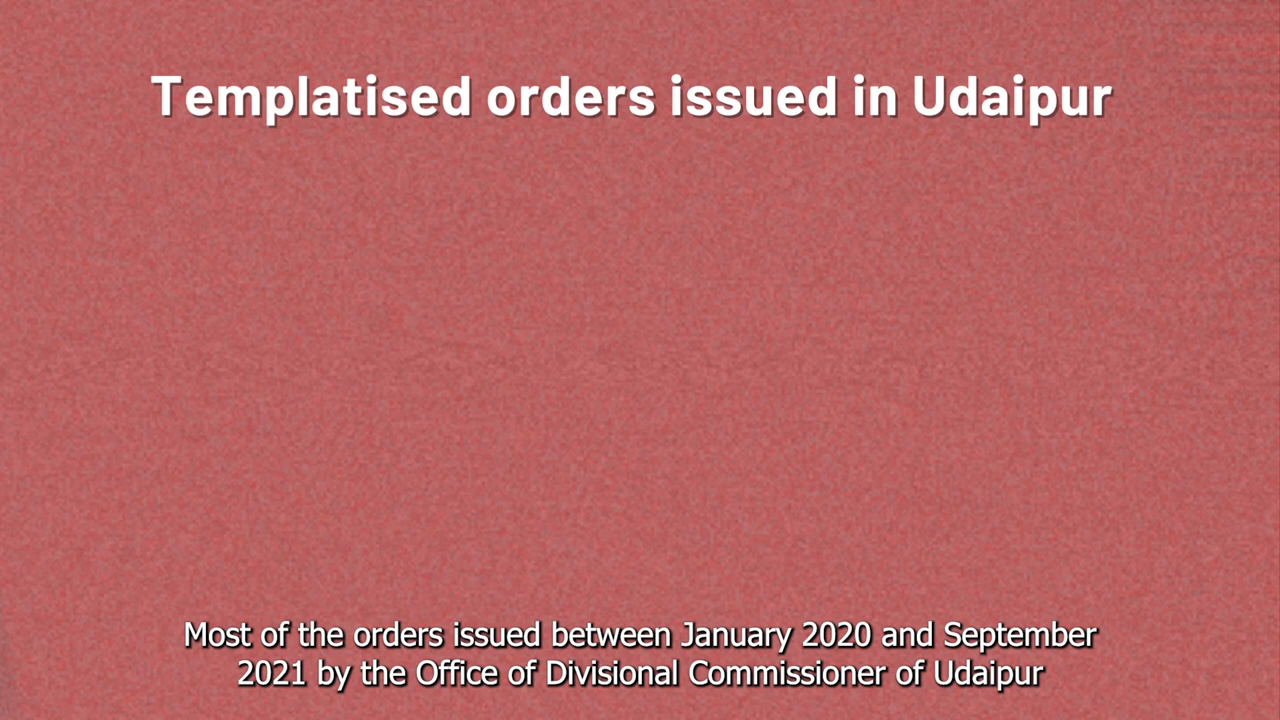 Templatised orders issued in Udaipur
Most of the orders issued between January 2020 and September
2021 by the Office of Divisional Commissioner of Udaipur